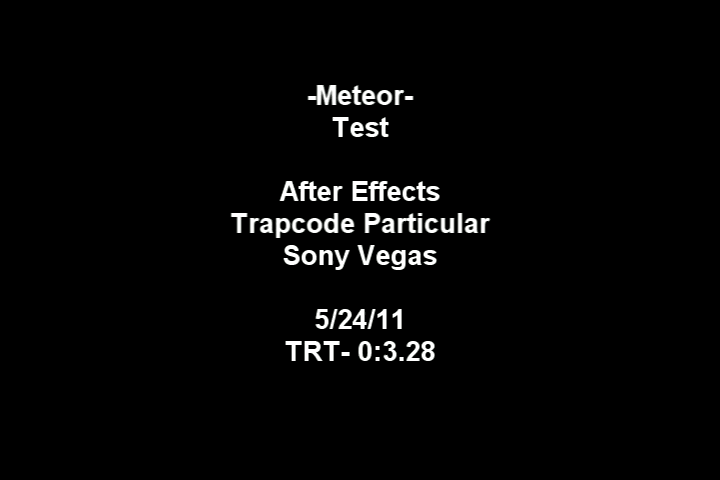 -Meteor-
Test
After Effects
Trapcode Particular
Sony Vegas
5/24/11
TRT- 0:3.28